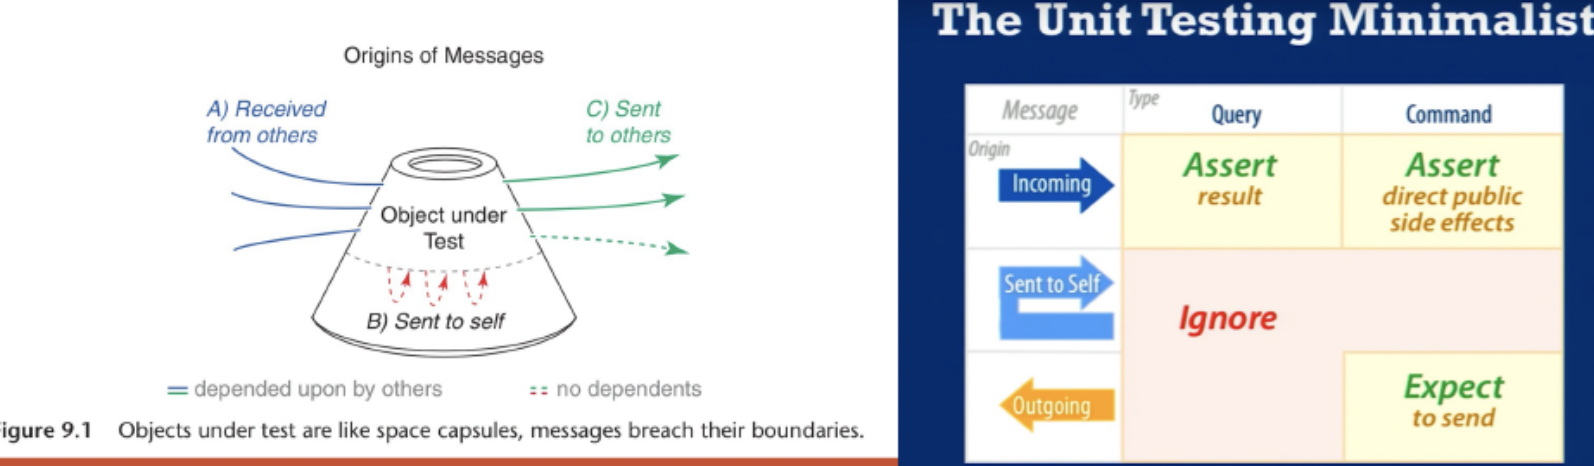 Origins of Messages
A) Received
from others
C) Sent
to others
Object under
Test
B) Sent to self
depended upon by others
no dependents
igure 9.1 Objects under test are like space capsules, messages breach their boundaries.
The Unit Testing Minimalist
Message
Type
Query
Command
Origin
Incoming
Assert
result
Assert
direct public
side effects
Sent to Self
Ignore
Outgoing
Expect
to send